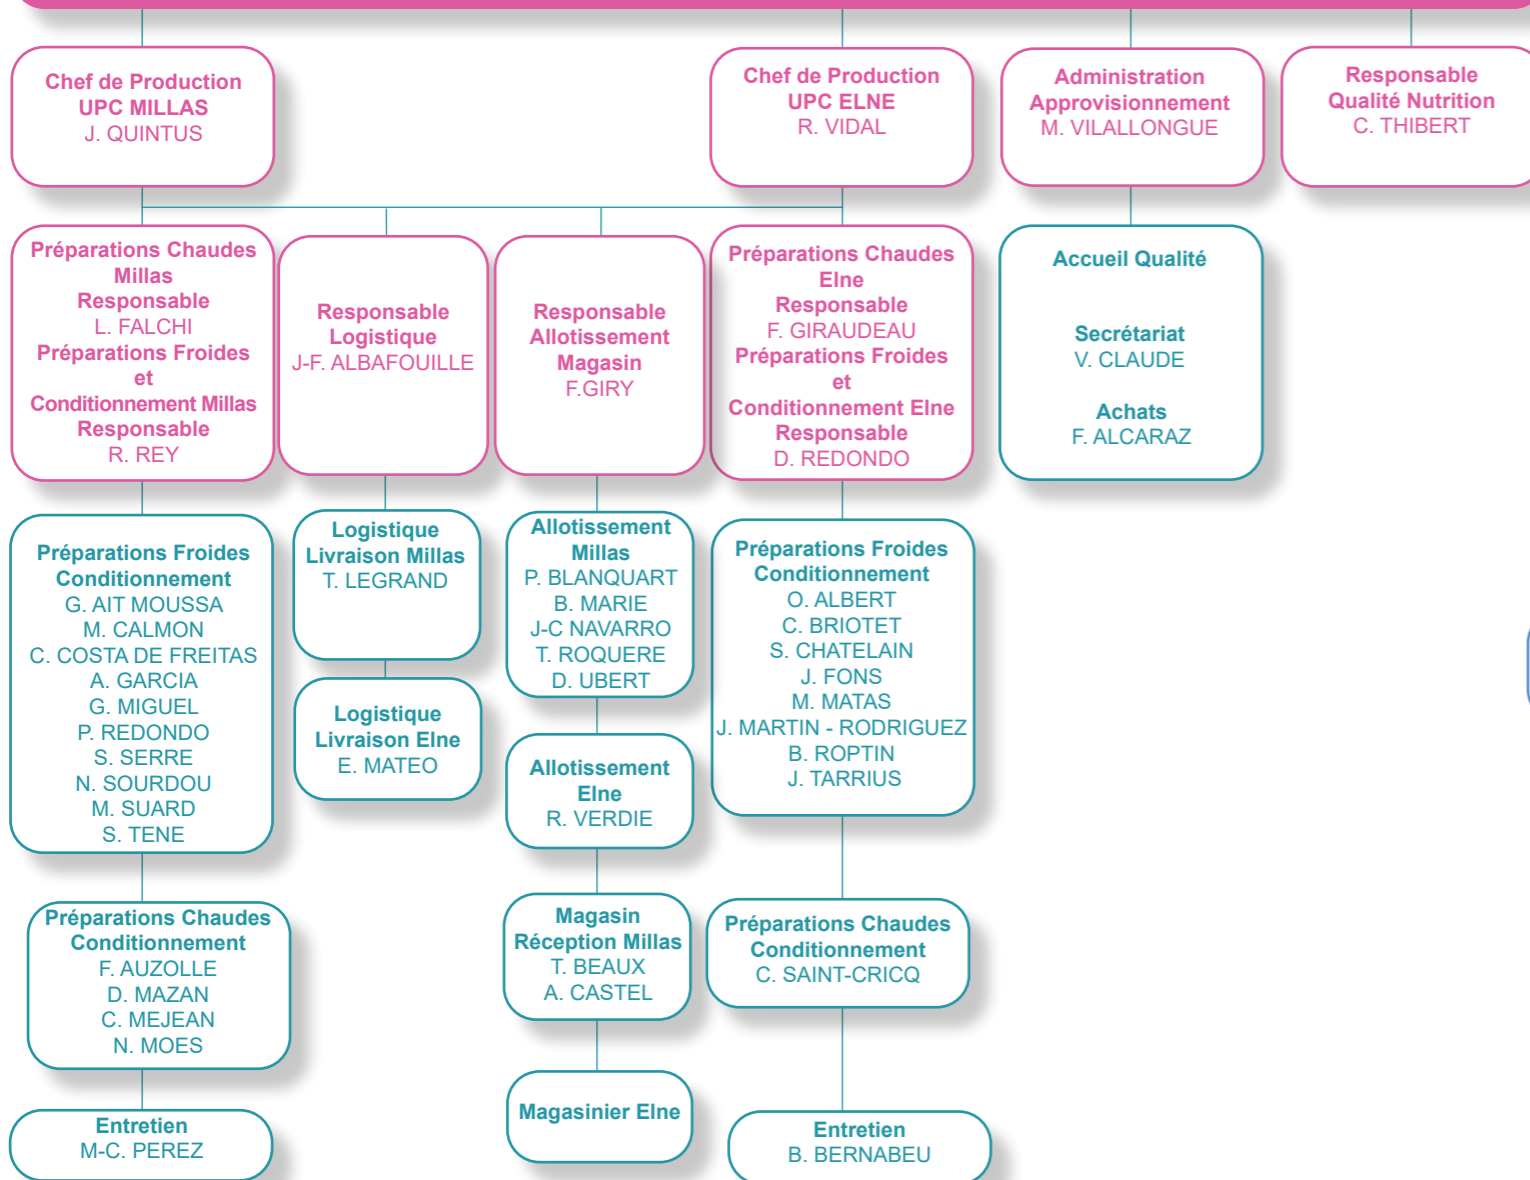 Chef de Production
UPC MILLAS
J. QUINTUS
Chef de Production
UPC ELNE
R. VIDAL
Administration
Approvisionnement
M. VILALLONGUE
Responsable
Qualité Nutrition
C. THIBERT
Préparations Chaudes
Millas
Responsable
L. FALCHI
Préparations Froides
et
Conditionnement Millas
Responsable
R. REY
Responsable
Logistique
J-F. ALBAFOUILLE
Responsable
Allotissement
Magasin
F.GIRY
Préparations Chaudes
Elne
Responsable
F. GIRAUDEAU
Préparations Froides
et
Conditionnement Elne
Responsable
D. REDONDO
Accueil Qualité
Secrétariat
V. CLAUDE
Achats
F. ALCARAZ
Préparations Froides
Conditionnement
G. AIT MOUSSA
M. CALMON
C. COSTA DE FREITAS
A. GARCIA
G. MIGUEL
P. REDONDO
S. SERRE
N. SOURDOU
M. SUARD
S. TENE
Logistique
Livraison Millas
T. LEGRAND
Logistique
Livraison Elne
E. MATEO
Allotissement
Millas
P. BLANQUART
B. MARIE
J-C NAVARRO
T. ROQUERE
D. UBERT
Allotissement
Elne
R. VERDIE
Préparations Froides
Conditionnement
O. ALBERT
C. BRIOTET
S. CHATELAIN
J. FONS
M. MATAS
J. MARTIN - RODRIGUEZ
B. ROPTIN
J. TARRIUS
Préparations Chaudes
Conditionnement
F. AUZOLLE
D. MAZAN
C. MEJEAN
N. MOES
Magasin
Réception Millas
T. BEAUX
A. CASTEL
Préparations Chaudes
Conditionnement
C. SAINT-CRICQ
Entretien
M-C. PEREZ
Magasinier Elne
Entretien
B. BERNABEU